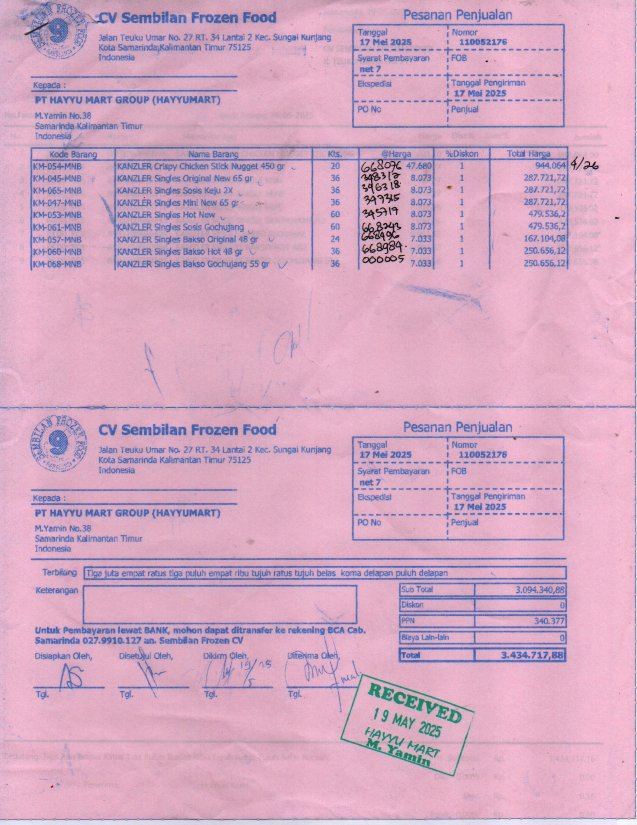 CV Sembilan Frozen Food
Jalan Teuku Umar No. 27 RT. 34 Lantai 2 Kec. Sungai Kunjang
Kota Samarinda Kalimantan Timur 75125
Indonesia
Pesanan Penjualan
Tanggal
17 Mei 2025
Nomor
110052176
Syarat Pembayaran
net 7
FOB
Ekspedisi
Tanggal Pengiriman
17 Mei 2025
PO No
Penjual
Kepada :
PT HAYYU MART GROUP (HAYYUMART)
M.Yamin No.38
Samarinda Kalimantan Timur
Indonesia
Kode Barang Nama Barang Kts. @Harga %Diskon Total Harga
KM-054-MNB KANZLER Crispy Chicken Stick Nugget 450 gr 20 668076 47.680 1 944.064 4/26
KM-045-MNB KANZLER Singles Original New 65 gr 36 348312 8.073 1 287.721,72
KM-065-MNB KANZLER Singles Sosis Keju 2X 36 346318 8.073 1 287.721,72
KM-047-MNB KANZLER Singles Mini New 65 gr 36 347315 8.073 1 287.721,72
KM-053-MNB KANZLER Singles Hot New 60 345719 8.073 1 479.536,2
KM-061-MNB KANZLER Singles Sosis Gochujang 60 668243 8.073 1 479.536,2
KM-057-MNB KANZLER Singles Bakso Original 48 gr 24 668496 7.033 1 167.104,08
KM-060-MNB KANZLER Singles Bakso Hot 48 gr 36 668984 7.033 1 250.656,12
KM-068-MNB KANZLER Singles Bakso Gochujang 55 gr 36 000005 7.033 1 250.656,12
SEMBILAN FROZEN FOOD
9
CV Sembilan Frozen Food
Jalan Teuku Umar No. 27 RT. 34 Lantai 2 Kec. Sungai Kunjang
Kota Samarinda Kalimantan Timur 75125
Indonesia
Pesanan Penjualan
Tanggal
17 Mei 2025
Nomor
110052176
Syarat Pembayaran
net 7
FOB
Ekspedisi
Tanggal Pengiriman
17 Mei 2025
PO No
Penjual
Kepada :
PT HAYYU MART GROUP (HAYYUMART)
M.Yamin No.38
Samarinda Kalimantan Timur
Indonesia
Terbilang Tiga juta empat ratus tiga puluh empat ribu tujuh ratus tujuh belas koma delapan puluh delapan
Keterangan
Sub Total 3.094.340,88
Diskon 0
PPN 340.377
Biaya Lain-lain 0
Total 3.434.717,88
Untuk Pembayaran lewat BANK, mohon dapat ditransfer ke rekening BCA Cab.
Samarinda 027.9910.127 an. Sembilan Frozen CV
Disiapkan Oleh, Disetujui Oleh, Dikirim Oleh, Diterima Oleh,
Tgl. Tgl. Tgl. Tgl.
RECEIVED
19 MAY 2025
HAYYU MART
M. Yamin